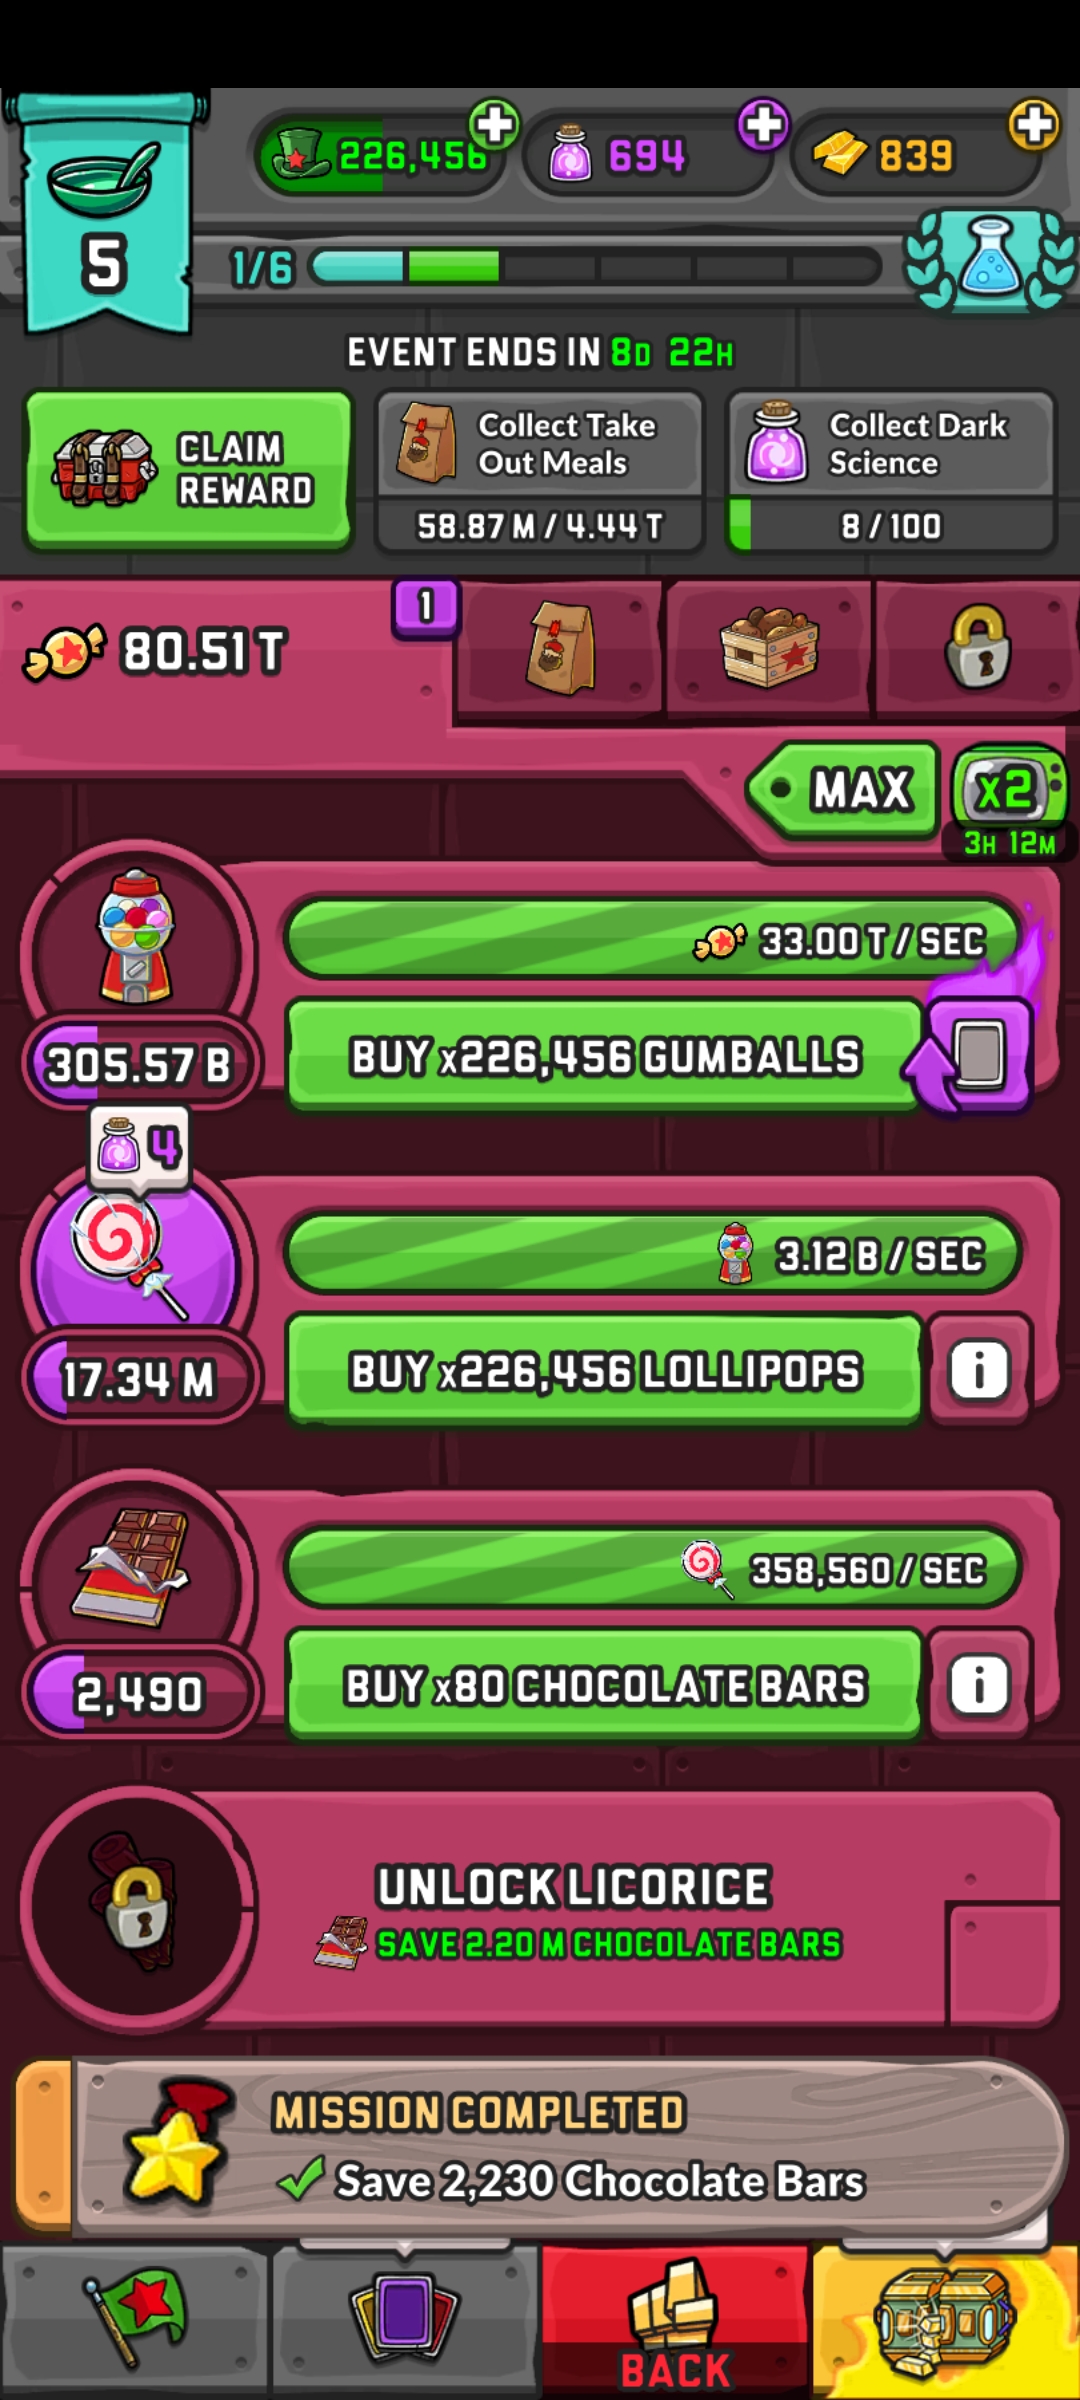 226,456
694
839
5
1/6
EVENT ENDS IN 8D 22H
CLAIM
REWARD
Collect Take
Out Meals
58.87 M / 4.44 T
Collect Dark
Science
8 / 100
80.51 T
1
MAX
x2
3H 12M
33.00 T / SEC
305.57 B
BUY x226,456 GUMBALLS
4
3.12 B / SEC
17.34 M
BUY x226,456 LOLLIPOPS
i
358,560 / SEC
2,490
BUY x80 CHOCOLATE BARS
i
UNLOCK LICORICE
SAVE 2.20 M CHOCOLATE BARS
MISSION COMPLETED
Save 2,230 Chocolate Bars
BACK